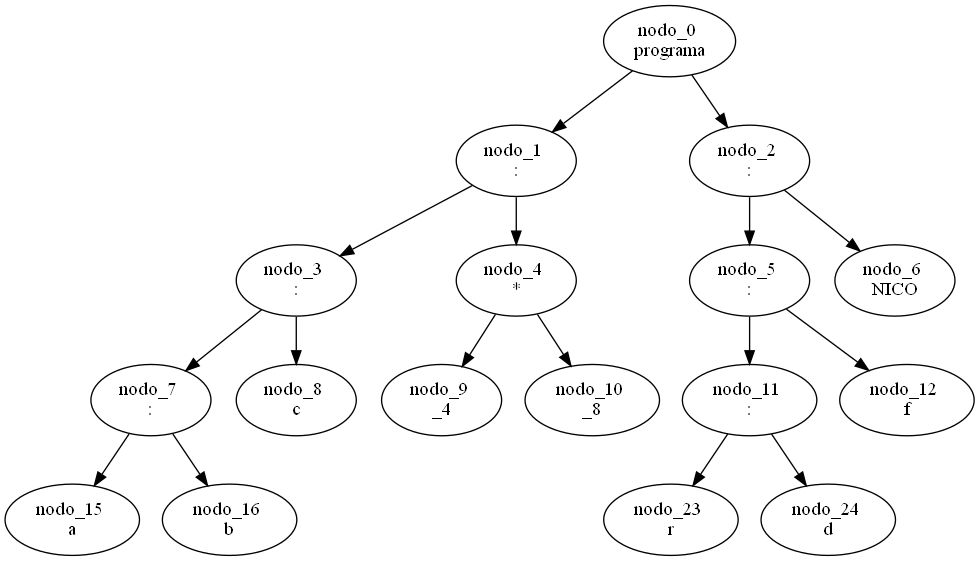 nodo_0
programa
nodo_1
:
nodo_2
:
nodo_3
:
nodo_4
*
nodo_5
:
nodo_6
NICO
nodo_7
:
nodo_8
c
nodo_9
_4
nodo_10
_8
nodo_11
:
nodo_12
f
nodo_15
a
nodo_16
b
nodo_23
r
nodo_24
d